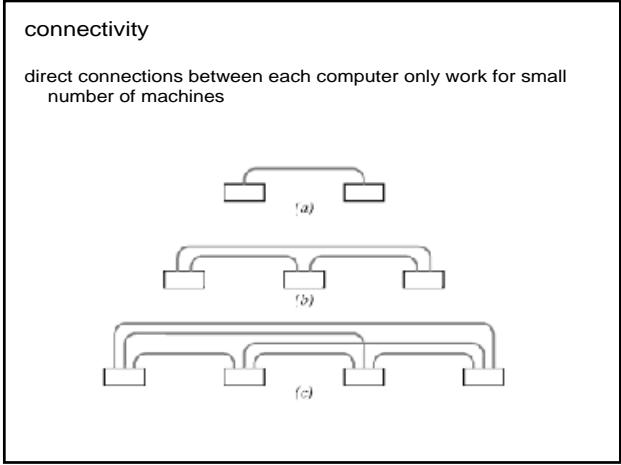 connectivity
direct connections between each computer only work for small
number of machines
(a)
(b)
(c)